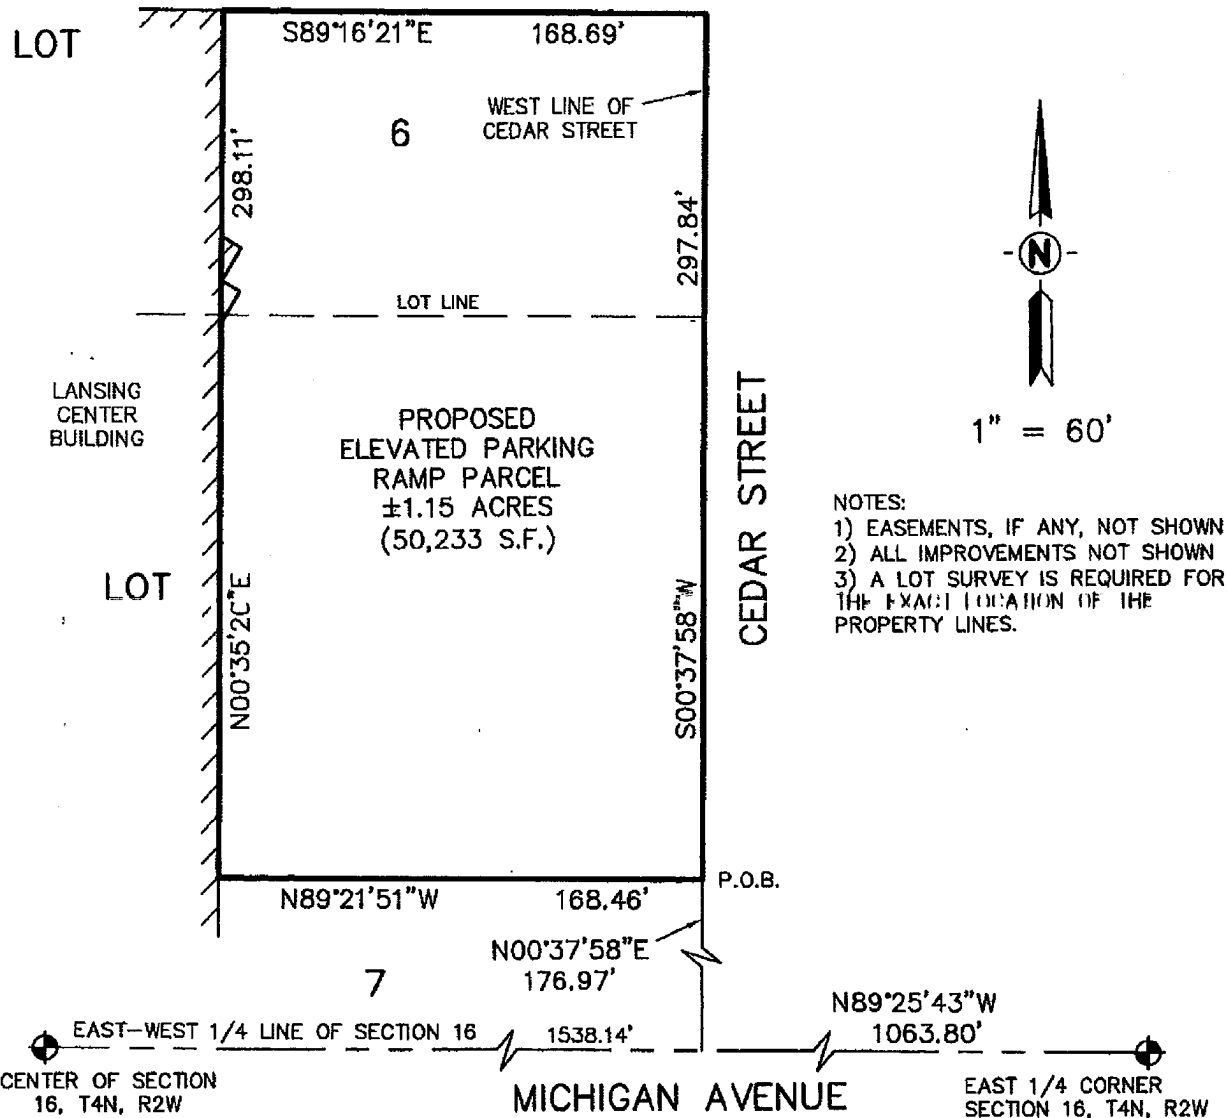 LOT
S89°16'21"E 168.69'
WEST LINE OF
CEDAR STREET
6
298.11'
297.84'
N
LOT LINE
1" = 60'
LANSING
CENTER
BUILDING
PROPOSED
ELEVATED PARKING
RAMP PARCEL
±1.15 ACRES
(50,233 S.F.)
CEDAR STREET
NOTES:
1) EASEMENTS, IF ANY, NOT SHOWN
2) ALL IMPROVEMENTS NOT SHOWN
3) A LOT SURVEY IS REQUIRED FOR
THE EXACT LOCATION OF THE
PROPERTY LINES.
LOT
N00°35'2C"E
S00°37'58"W
P.O.B.
N89°21'51"W 168.46'
N00°37'58"E
176.97'
7
N89°25'43"W
1063.80'
EAST-WEST 1/4 LINE OF SECTION 16 1538.14'
CENTER OF SECTION
16, T4N, R2W
MICHIGAN AVENUE
EAST 1/4 CORNER
SECTION 16, T4N, R2W